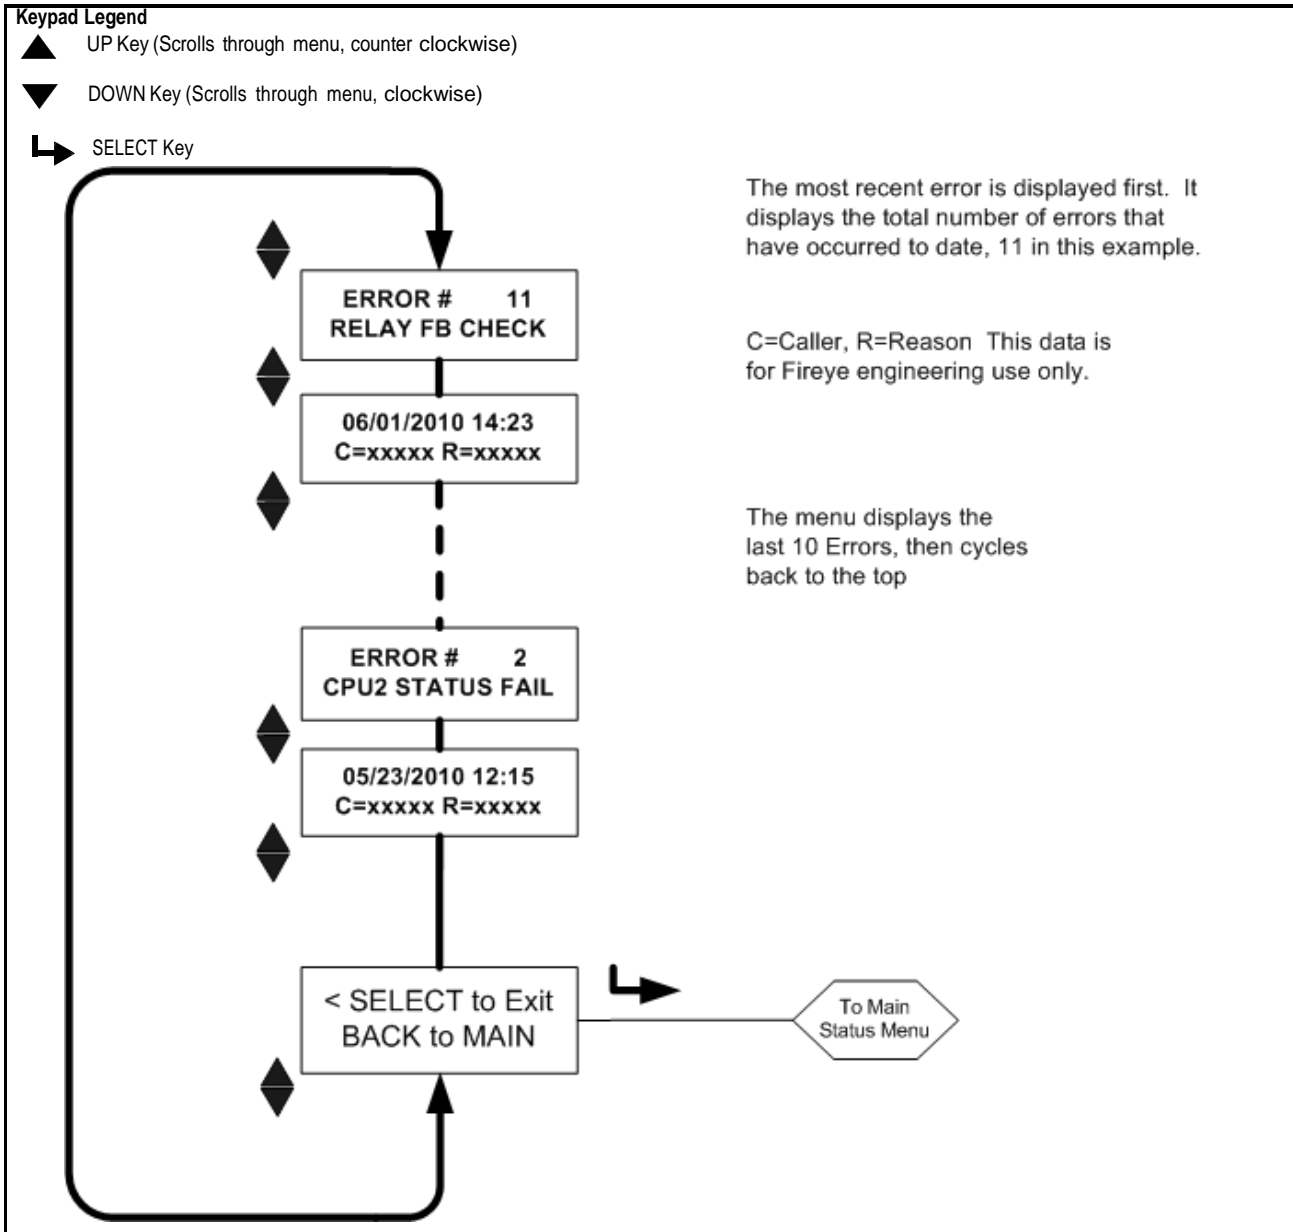 Keypad Legend
UP Key (Scrolls through menu, counter clockwise)
DOWN Key (Scrolls through menu, clockwise)
SELECT Key
The most recent error is displayed first. It
displays the total number of errors that
have occurred to date, 11 in this example.
ERROR # 11
RELAY FB CHECK
C=Caller, R=Reason This data is
for Fireye engineering use only.
06/01/2010 14:23
C=xxxxx R=xxxxx
The menu displays the
last 10 Errors, then cycles
back to the top
ERROR # 2
CPU2 STATUS FAIL
05/23/2010 12:15
C=xxxxx R=xxxxx
< SELECT to Exit
BACK to MAIN
To Main
Status Menu